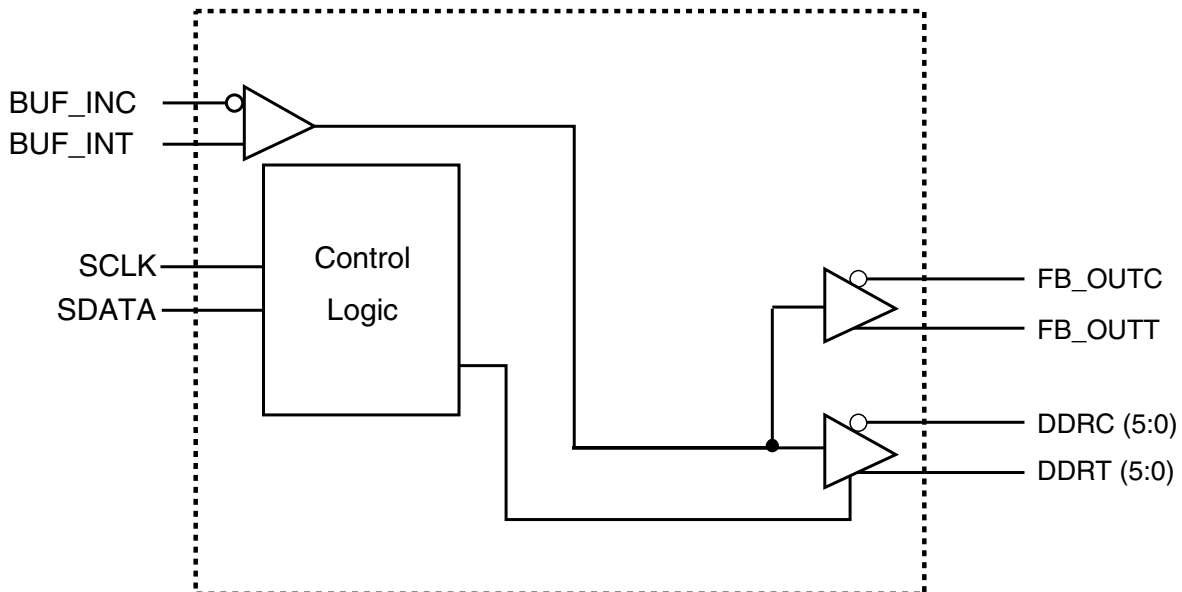 BUF_INC
BUF_INT
SCLK
SDATA
Control
Logic
FB_OUTC
FB_OUTT
DDRC (5:0)
DDRT (5:0)